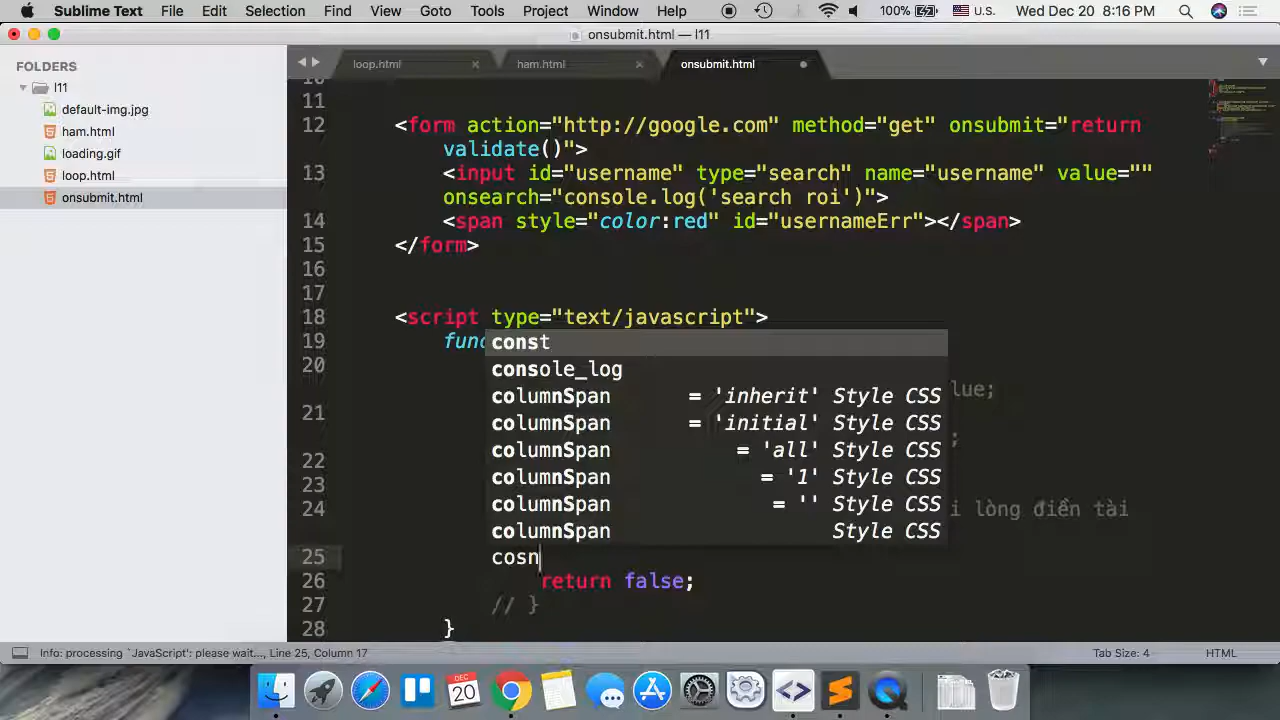 Sublime Text File Edit Selection Find View Goto Tools Project Window Help 100% U.S. Wed Dec 20 8:16 PM
onsubmit.html — l11
FOLDERS
l11
default-img.jpg
ham.html
loading.gif
loop.html
onsubmit.html
loop.html × ham.html × onsubmit.html
10
11
12 <form action="http://google.com" method="get" onsubmit="return
validate()">
13 <input id="username" type="search" name="username" value=""
onsearch="console.log('search roi')">
14 <span style="color:red" id="usernameErr"></span>
15 </form>
16
17
18 <script type="text/javascript">
19 func
const
20
console_log
columnSpan = 'inherit' Style CSS
lue;
21
columnSpan = 'initial' Style CSS
;
columnSpan = 'all' Style CSS
22
columnSpan = '1' Style CSS
23
columnSpan = '' Style CSS
24 i lòng điền tài
columnSpan Style CSS
25 cosn
26 return false;
27 // }
28 }
Info: processing `JavaScript': please wait..., Line 25, Column 17 Tab Size: 4 HTML
DEC
20